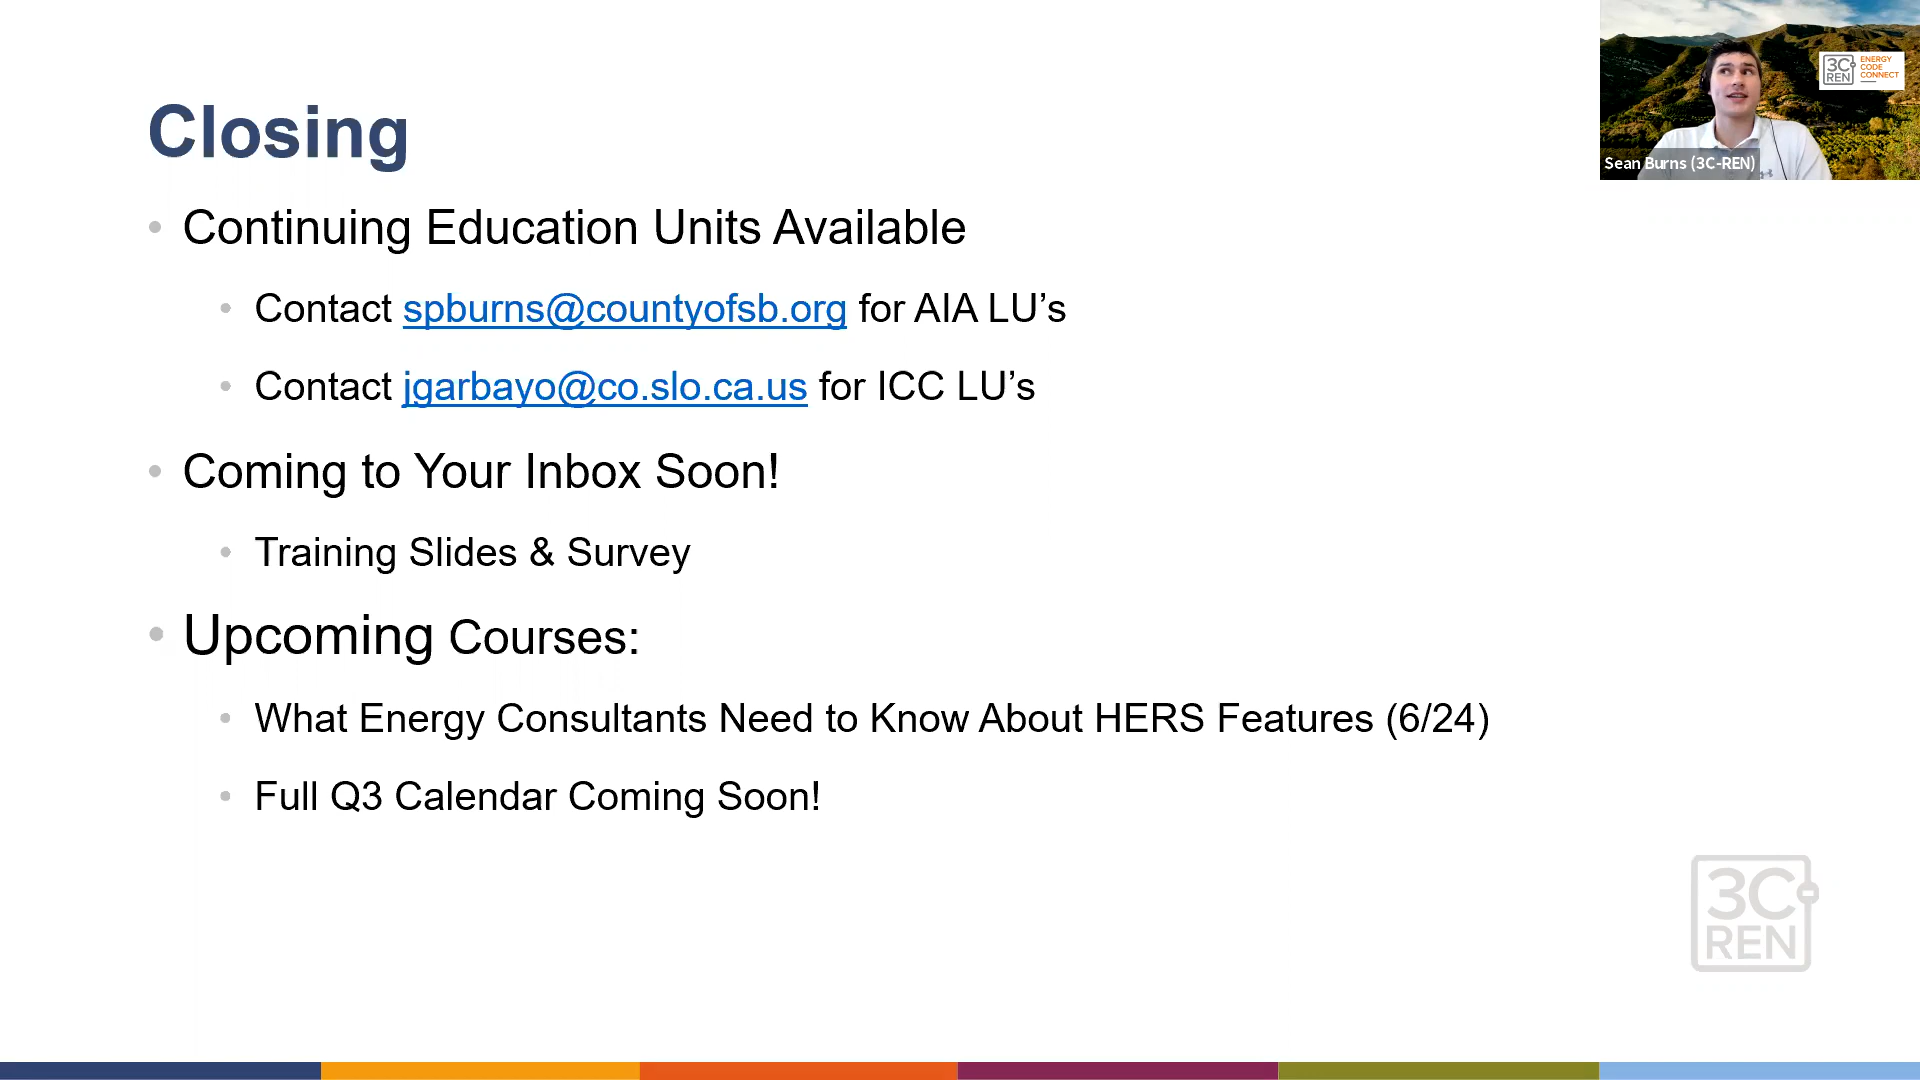 Closing
• Continuing Education Units Available
• Contact spburns@countyofsb.org for AIA LU’s
• Contact jgarbayo@co.slo.ca.us for ICC LU’s
• Coming to Your Inbox Soon!
• Training Slides & Survey
• Upcoming Courses:
• What Energy Consultants Need to Know About HERS Features (6/24)
• Full Q3 Calendar Coming Soon!
3C
REN
ENERGY
CODE
CONNECT
Sean Burns (3C-REN)
3C
REN